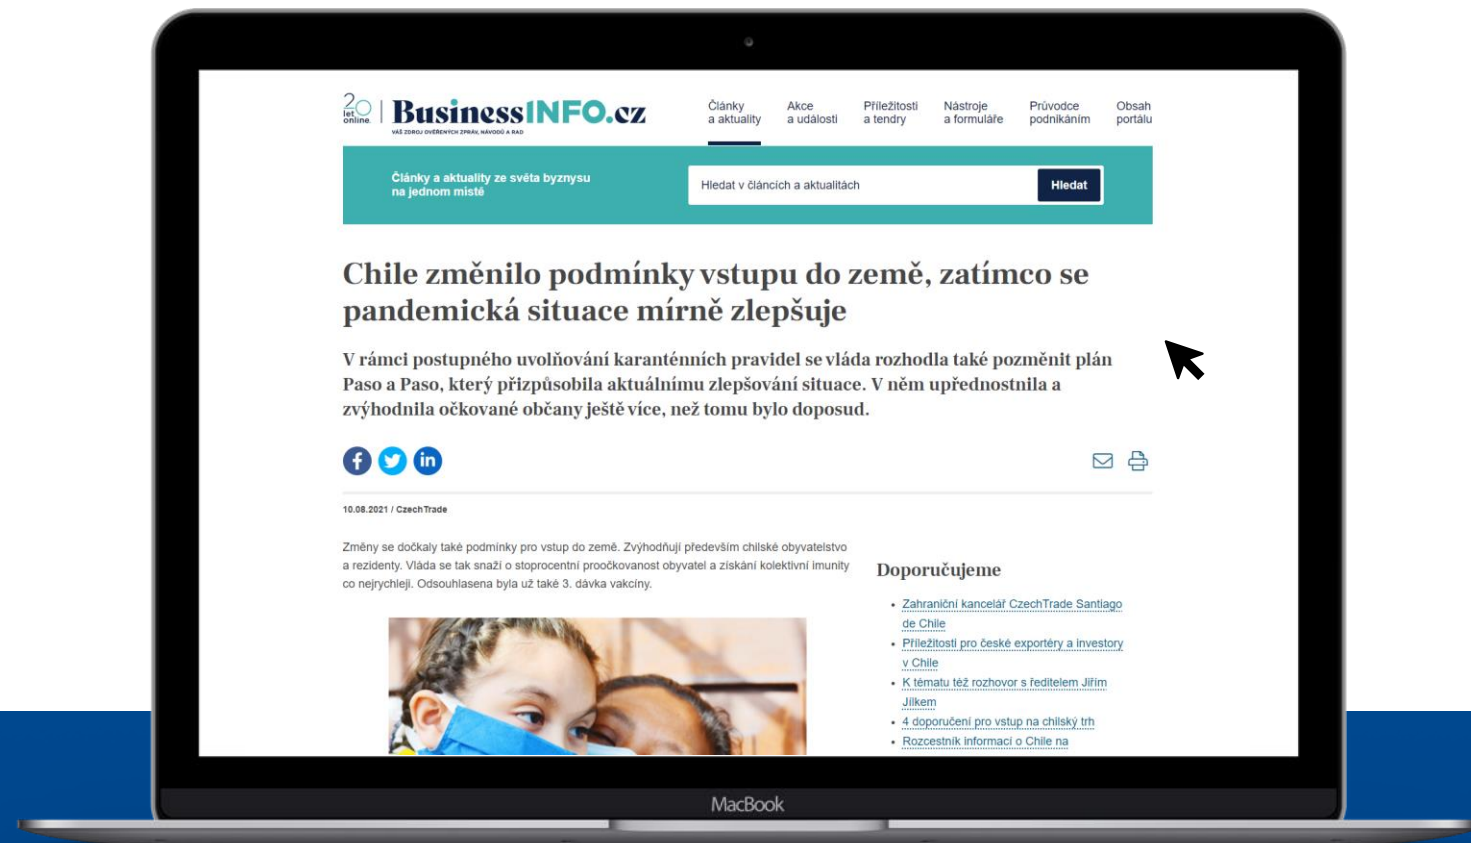 20 let online.
BusinessINFO.cz
VÁŠ ZDROJ OVĚŘENÝCH ZPRÁV, NÁVODŮ A RAD
Články a aktuality
Akce a události
Příležitosti a tendry
Nástroje a formuláře
Průvodce podnikáním
Obsah portálu
Články a aktuality ze světa byznysu
na jednom místě
Hledat v článcích a aktualitách
Hledat
Chile změnilo podmínky vstupu do země, zatímco se
pandemická situace mírně zlepšuje
V rámci postupného uvolňování karanténních pravidel se vláda rozhodla také pozměnit plán
Paso a Paso, který přizpůsobila aktuálnímu zlepšování situace. V něm upřednostnila a
zvýhodnila očkované občany ještě více, než tomu bylo doposud.
10.08.2021 / CzechTrade
Změny se dočkaly také podmínky pro vstup do země. Zvýhodňují především chilské obyvatelstvo
a rezidenty. Vláda se tak snaží o stoprocentní proočkovanost obyvatel a získání kolektivní imunity
co nejrychleji. Odsouhlasena byla už také 3. dávka vakcíny.
Doporučujeme
Zahraniční kancelář CzechTrade Santiago
de Chile
Příležitosti pro české exportéry a investory
v Chile
K tématu též rozhovor s ředitelem Jiřím
Jílkem
4 doporučení pro vstup na chilský trh
Rozcestník informací o Chile na
MacBook